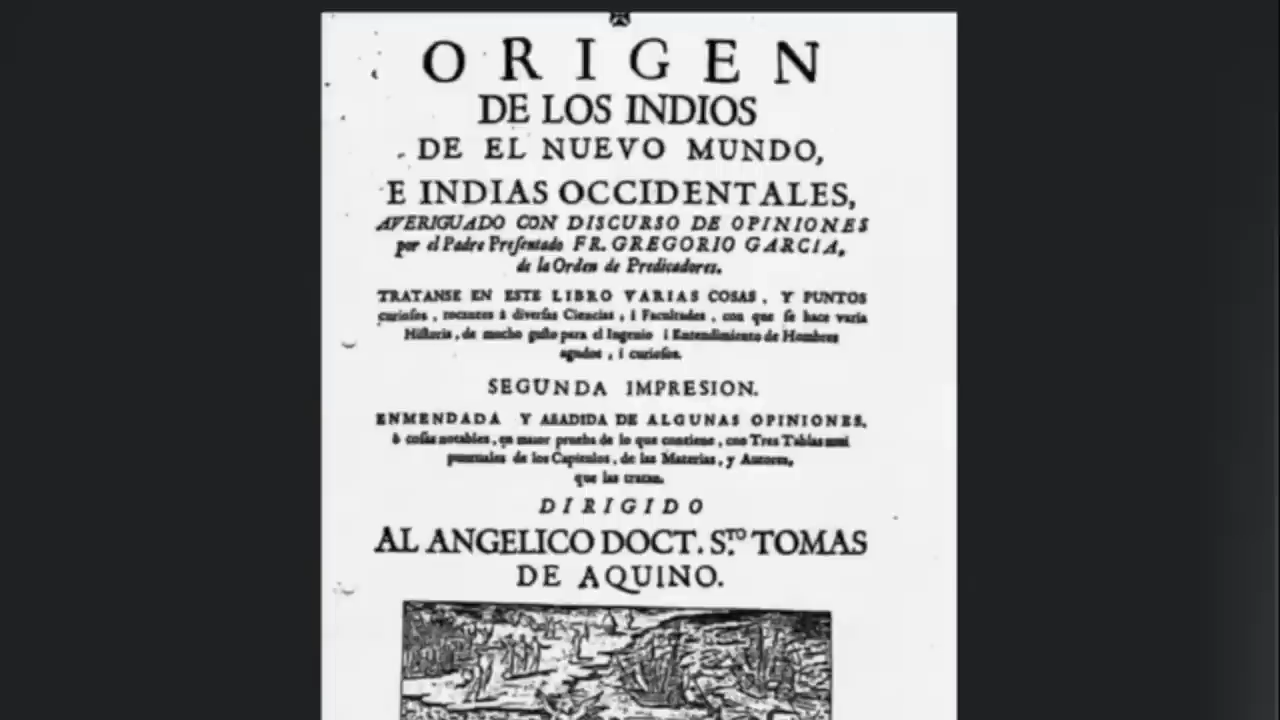 ORIGEN
DE LOS INDIOS
DE EL NUEVO MUNDO,
E INDIAS OCCIDENTALES,
AVERIGUADO CON DISCURSO DE OPINIONES
por el Padre Presentado FR. GREGORIO GARCIA,
de la Orden de Predicadores.
TRATANSE EN ESTE LIBRO VARIAS COSAS, Y PUNTOS
curiosos, tocantes à diversas Ciencias, i Facultades, con que se hace varia
Historia, de mucho gusto para el Ingenio i Entendimiento de Hombres
agudos, i curiosos.
SEGUNDA IMPRESION.
ENMENDADA Y AÑADIDA DE ALGUNAS OPINIONES,
ò cosas notables, en maior prueba de lo que contiene, con Tres Tablas mui
puntuales de los Capitulos, de las Materias, y Autores,
que las tratan.
DIRIGIDO
AL ANGELICO DOCT. S.TO TOMAS
DE AQUINO.